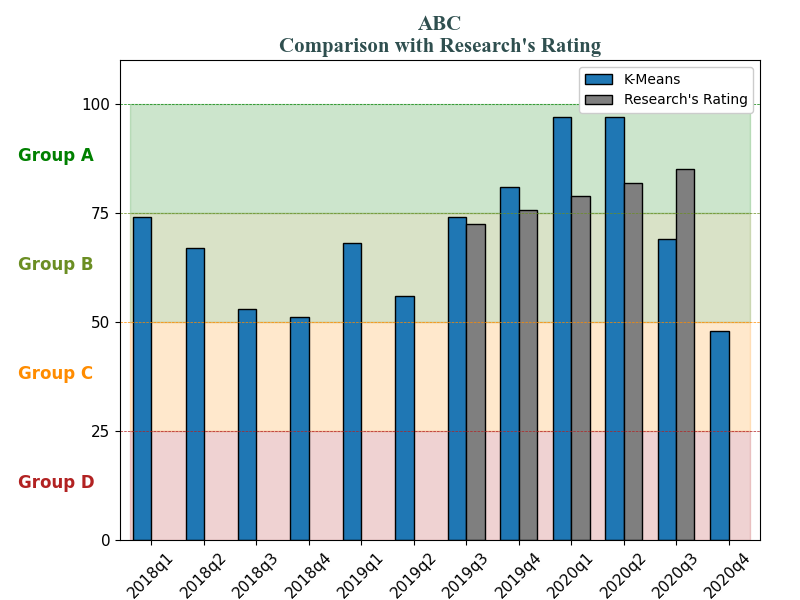 ABC
Comparison with Research's Rating
K-Means
Research's Rating
100
Group A
75
Group B
50
Group C
25
Group D
0
2018q1
2018q2
2018q3
2018q4
2019q1
2019q2
2019q3
2019q4
2020q1
2020q2
2020q3
2020q4